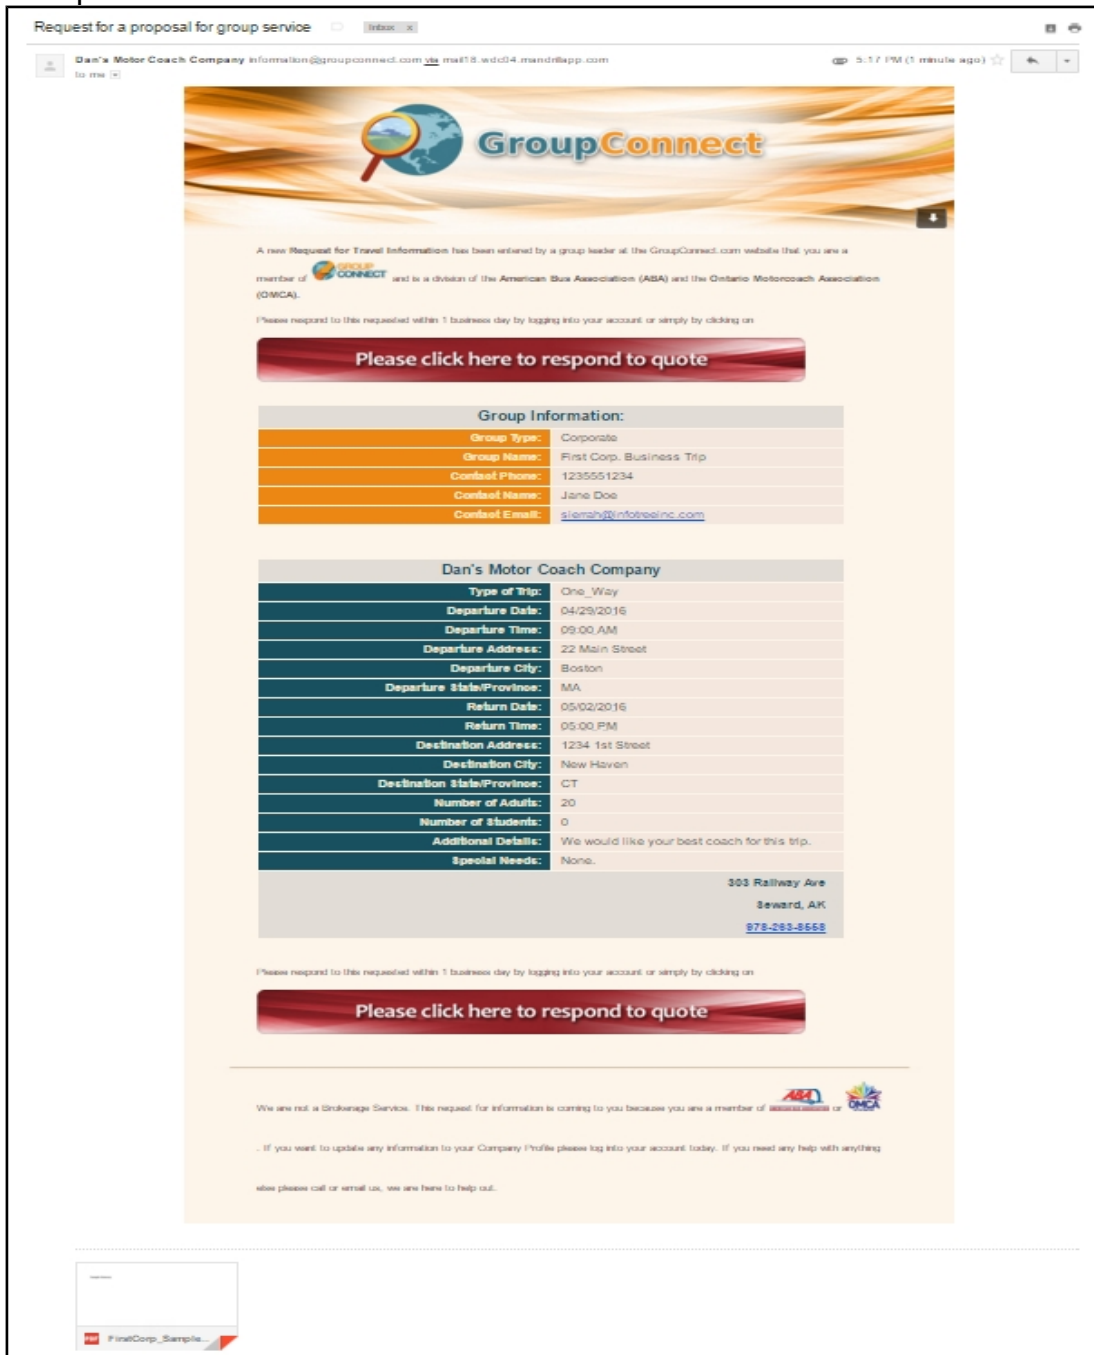 Request for a proposal for group service Inbox x
Dan's Motor Coach Company information@groupconnect.com via mail18.wdc04.mandrillapp.com 5:17 PM (1 minute ago)
to me
GroupConnect
A new Request for Travel Information has been entered by a group leader at the GroupConnect.com website that you are a
member of GROUP CONNECT and is a division of the American Bus Association (ABA) and the Ontario Motorcoach Association
(OMCA).
Please respond to this requested within 1 business day by logging into your account or simply by clicking on
Please click here to respond to quote
Group Information:
Group Type: Corporate
Group Name: First Corp. Business Trip
Contact Phone: 1235551234
Contact Name: Jane Doe
Contact Email: sierrah@infotreeinc.com
Dan's Motor Coach Company
Type of Trip: One_Way
Departure Date: 04/29/2016
Departure Time: 09:00 AM
Departure Address: 22 Main Street
Departure City: Boston
Departure State/Province: MA
Return Date: 05/02/2016
Return Time: 05:00 PM
Destination Address: 1234 1st Street
Destination City: New Haven
Destination State/Province: CT
Number of Adults: 20
Number of Students: 0
Additional Details: We would like your best coach for this trip.
Special Needs: None.
303 Railway Ave
Seward, AK
Please respond to this requested within 1 business day by logging into your account or simply by clicking on
Please click here to respond to quote
We are not a Brokerage Service. This request for information is coming to you because you are a member of ABA or OMCA
. If you want to update any information to your Company Profile please log into your account today. If you need any help with anything
else please call or email us, we are here to help out.
PDF FirstCorp_Sample...